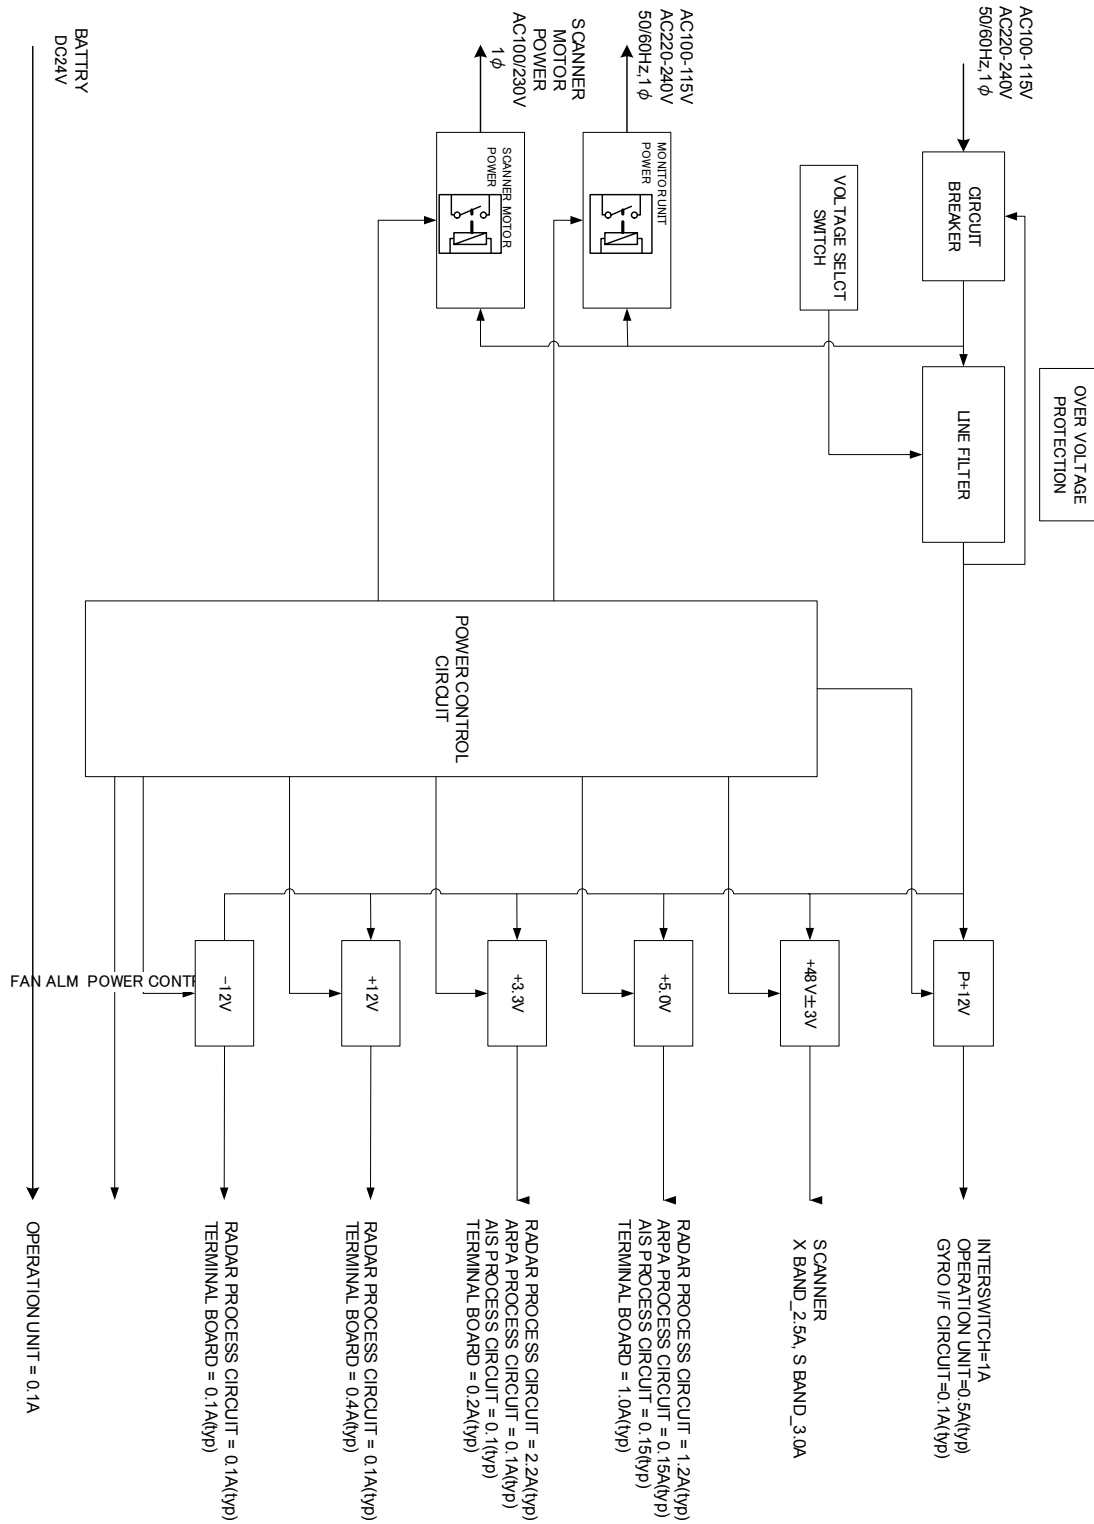 AC100-115V
AC220-240V
50/60Hz,1ϕ
CIRCUIT
BREAKER
OVER VOLTAGE
PROTECTION
LINE FILTER
VOLTAGE SELCT
SWITCH
AC100-115V
AC220-240V
50/60Hz,1ϕ
MONITOR UNIT
POWER
SCANNER
MOTOR
POWER
AC100/230V
1ϕ
SCANNER MOTOR
POWER
BATTRY
DC24V
POWER CONTROL
CIRCUIT
P+12V
+48V±3V
+5.0V
+3.3V
+12V
-12V
FAN ALM POWER CONTR
INTERSWITCH=1A
OPERATION UNIT=0.5A(typ)
GYRO I/F CIRCUIT=0.1A(typ)
SCANNER
X BAND_2.5A, S BAND_3.0A
RADAR PROCESS CIRCUIT = 1.2A(typ)
ARPA PROCESS CIRCUIT = 0.15A(typ)
AIS PROCESS CIRCUIT = 0.15(typ)
TERMINAL BOARD = 1.0A(typ)
RADAR PROCESS CIRCUIT = 2.2A(typ)
ARPA PROCESS CIRCUIT = 0.1A(typ)
AIS PROCESS CIRCUIT = 0.1(typ)
TERMINAL BOARD = 0.2A(typ)
RADAR PROCESS CIRCUIT = 0.1A(typ)
TERMINAL BOARD = 0.4A(typ)
RADAR PROCESS CIRCUIT = 0.1A(typ)
TERMINAL BOARD = 0.1A(typ)
OPERATION UNIT = 0.1A